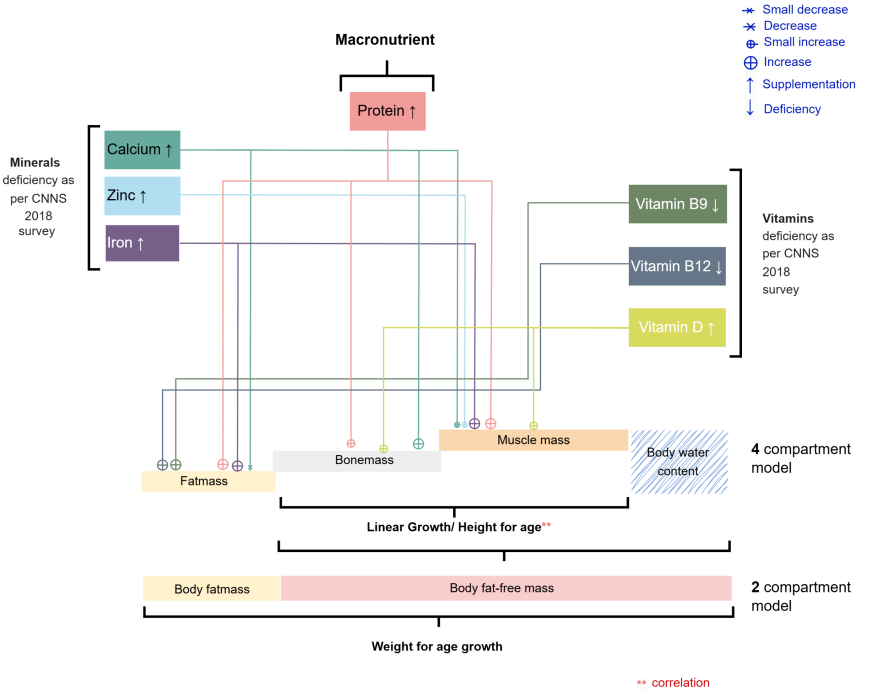 Small decrease
Decrease
Small increase
Increase
Supplementation
Deficiency
Macronutrient
Protein ↑
Minerals
deficiency as
per CNNS
2018
survey
Calcium ↑
Zinc ↑
Iron ↑
Vitamin B9 ↓
Vitamin B12 ↓
Vitamin D ↑
Vitamins
deficiency as
per CNNS
2018
survey
Muscle mass
Bonemass
Fatmass
Body water
content
4 compartment
model
Linear Growth/ Height for age**
Body fatmass
Body fat-free mass
2 compartment
model
Weight for age growth
** correlation